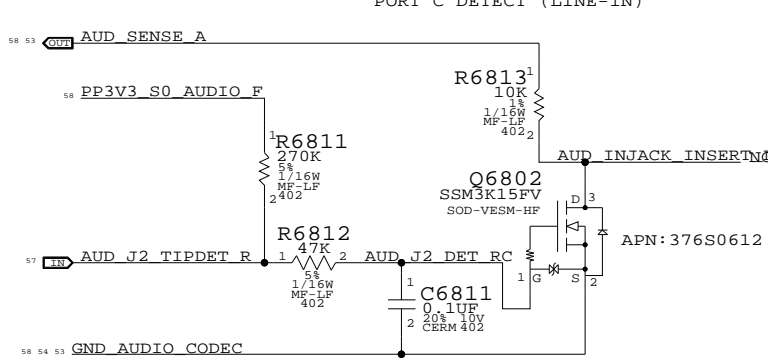 PORT C DETECT (LINE-IN)
58 53 OUT AUD_SENSE_A
R6813 1
10K
1%
1/16W
MF-LF
402 2
58 PP3V3_S0_AUDIO_F
1 R6811
270K
5%
1/16W
MF-LF
2 402
AUD_INJACK_INSERT_N
Q6802
SSM3K15FV
SOD-VESM-HF
D 3
APN:376S0612
1 G S 2
R6812
57 IN AUD_J2_TIPDET_R 1 47K 2 AUD_J2_DET_RC
5%
1/16W
MF-LF
402
1 C6811
0.1UF
2 20% 10V
CERM 402
58 54 53 GND_AUDIO_CODEC